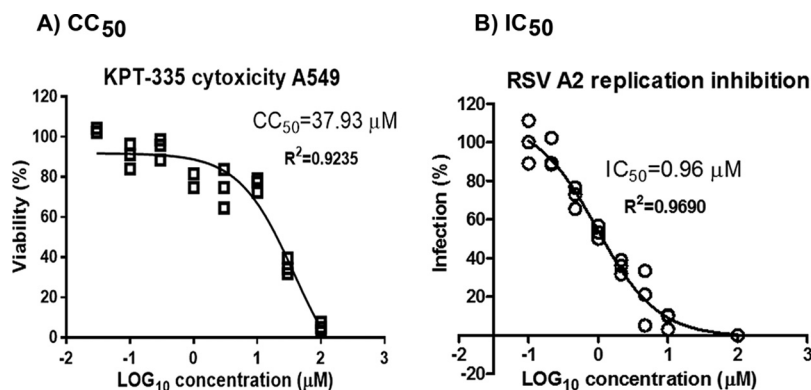 A) CC50
KPT-335 cytoxicity A549
CC50=37.93 μM
R2=0.9235
Viability (%)
120
100
80
60
40
20
0
-2
-1
0
1
2
3
LOG10 concentration (μM)
B) IC50
RSV A2 replication inhibition
IC50=0.96 μM
R2=0.9690
Infection (%)
120
100
80
60
40
20
-20
-2
-1
0
1
2
3
LOG10 concentration (μM)